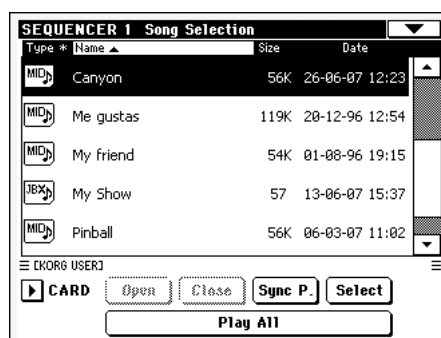 SEQUENCER 1 Song Selection
Type * Name ▲ Size Date
MID Canyon 56K 26-06-07 12:23
MID Me gustas 119K 20-12-96 12:54
MID My friend 54K 01-08-96 19:15
JBX My Show 57 13-06-07 15:37
MID Pinball 56K 06-03-07 11:02
[KORG USER]
CARD Open Close Sync P. Select
Play All